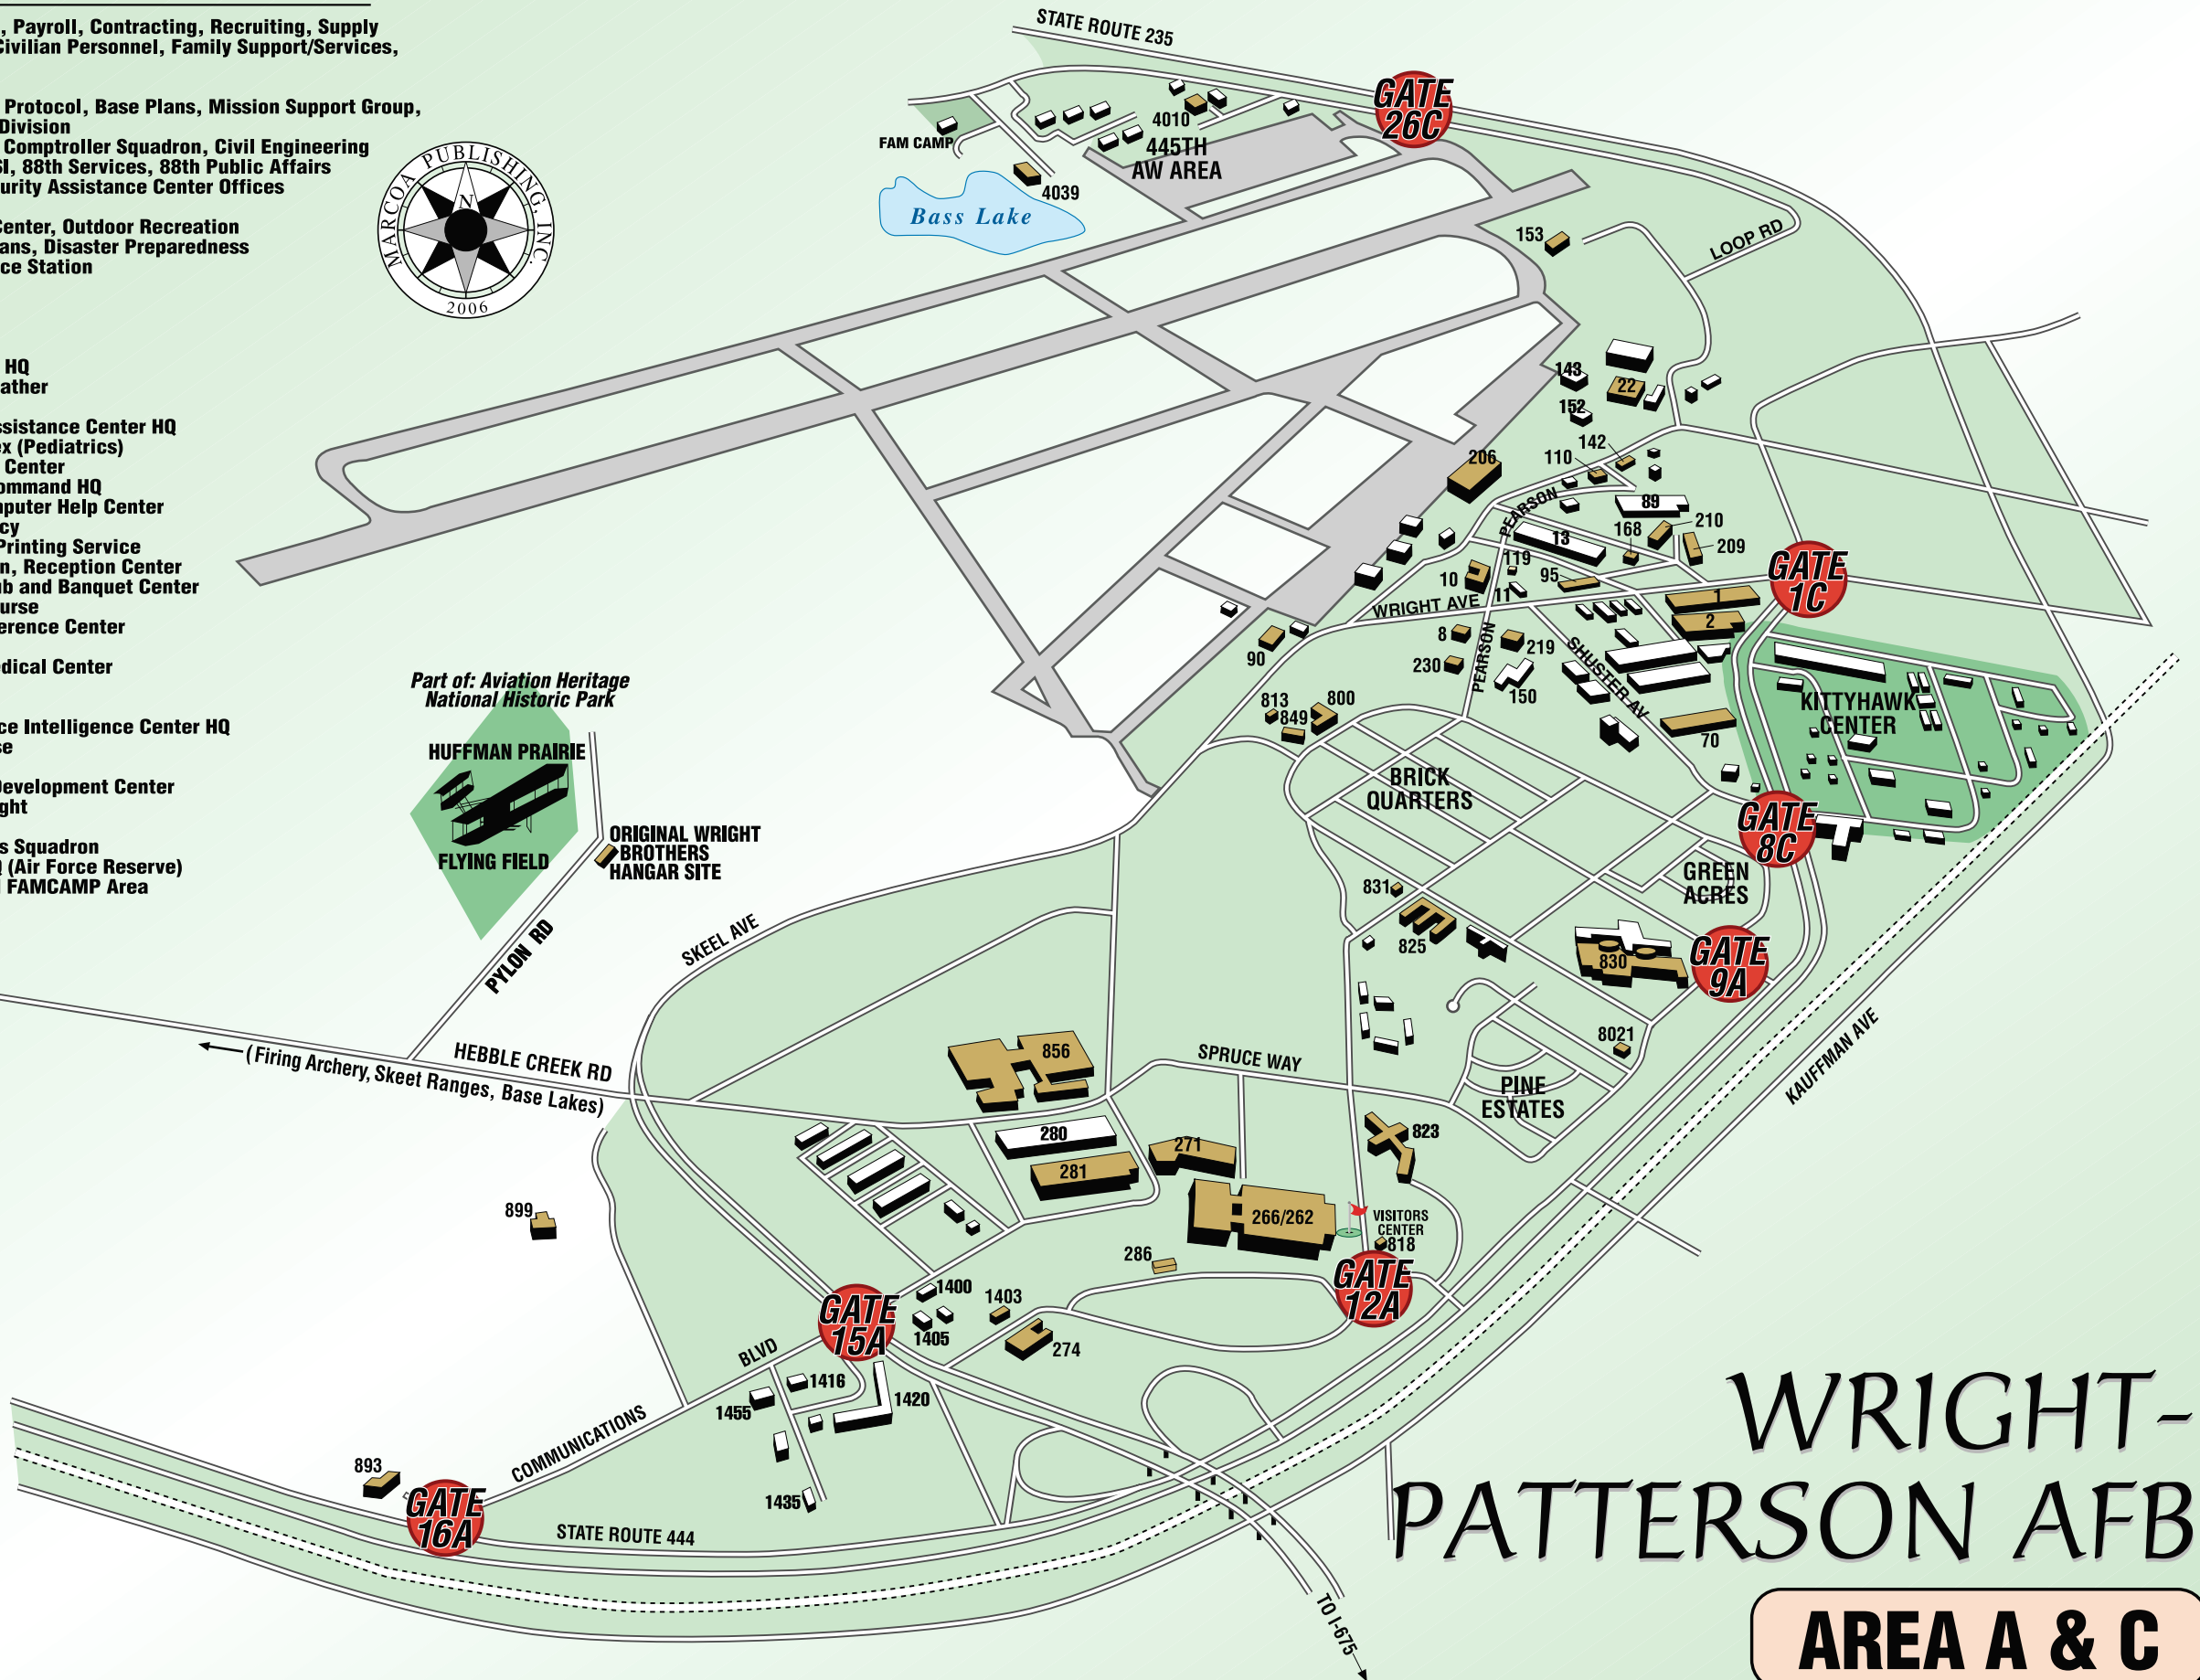 , Payroll, Contracting, Recruiting, Supply
Civilian Personnel, Family Support/Services,
Protocol, Base Plans, Mission Support Group,
Division
Comptroller Squadron, Civil Engineering
SI, 88th Services, 88th Public Affairs
urity Assistance Center Offices
Center, Outdoor Recreation
ans, Disaster Preparedness
ce Station
HQ
ather
ssistance Center HQ
ex (Pediatrics)
Center
ommand HQ
mputer Help Center
cy
Printing Service
n, Reception Center
ub and Banquet Center
urse
ference Center
dical Center
ce Intelligence Center HQ
se
Development Center
ght
s Squadron
Q (Air Force Reserve)
FAMCAMP Area
MARCOA PUBLISHING, INC.
N
2006
STATE ROUTE 235
GATE
26C
4010
445TH
AW AREA
FAM CAMP
4039
Bass Lake
153
LOOP RD
143
22
152
142
110
206
PEARSON
89
210
168
209
13
119
95
10
11
GATE
1C
WRIGHT AVE
1
2
8
219
90
230
PEARSON
SHUSTER AV
150
KITTYHAWK
CENTER
813
800
849
70
BRICK
QUARTERS
GATE
8C
GREEN
ACRES
831
825
830
GATE
9A
8021
KAUFFMAN AVE
PINE
ESTATES
SPRUCE WAY
Part of: Aviation Heritage
National Historic Park
HUFFMAN PRAIRIE
FLYING FIELD
ORIGINAL WRIGHT
BROTHERS
HANGAR SITE
PYLON RD
SKEEL AVE
HEBBLE CREEK RD
(Firing Archery, Skeet Ranges, Base Lakes)
856
280
281
271
823
266/262
VISITORS
CENTER
818
286
GATE
12A
899
1400
1403
1405
274
GATE
15A
BLVD
1416
1455
1420
COMMUNICATIONS
893
GATE
16A
1435
STATE ROUTE 444
TO I-675
WRIGHT-
PATTERSON AFB
AREA A & C